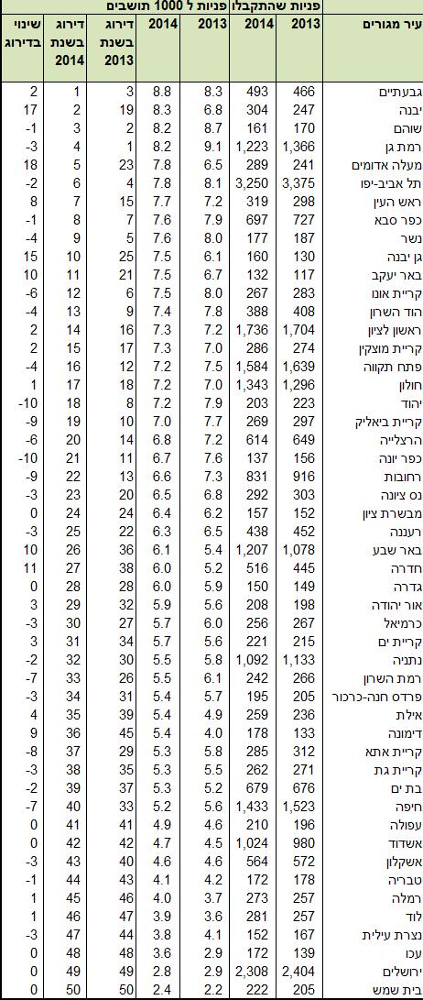 עיר מגורים פניות שהתקבלו פניות ל 1000 תושבים דירוג בשנת 2013 דירוג בשנת 2014 שינוי בדירוג
2013 2014 2013 2014
גבעתיים 466 493 8.3 8.8 3 1 2
יבנה 247 304 6.8 8.3 19 2 17
שוהם 170 161 8.7 8.2 2 3 -1
רמת גן 1,366 1,223 9.1 8.2 1 4 -3
מעלה אדומים 241 289 6.5 7.8 23 5 18
תל אביב-יפו 3,375 3,250 8.1 7.8 4 6 -2
ראש העין 298 319 7.2 7.7 15 7 8
כפר סבא 727 697 7.9 7.6 7 8 -1
נשר 187 177 8.0 7.6 5 9 -4
גן יבנה 130 160 6.1 7.5 25 10 15
באר יעקב 117 132 6.7 7.5 21 11 10
קריית אונו 283 267 8.0 7.5 6 12 -6
הוד השרון 408 388 7.8 7.4 9 13 -4
ראשון לציון 1,704 1,736 7.2 7.3 16 14 2
קריית מוצקין 274 286 7.0 7.3 17 15 2
פתח תקווה 1,639 1,584 7.5 7.2 12 16 -4
חולון 1,296 1,343 7.0 7.2 18 17 1
יהוד 223 203 7.9 7.2 8 18 -10
קריית ביאליק 297 269 7.7 7.0 10 19 -9
הרצלייה 649 614 7.2 6.8 14 20 -6
כפר יונה 156 137 7.6 6.7 11 21 -10
רחובות 916 831 7.3 6.6 13 22 -9
נס ציונה 303 292 6.8 6.5 20 23 -3
מבשרת ציון 152 157 6.2 6.4 24 24 0
רעננה 452 438 6.5 6.3 22 25 -3
באר שבע 1,078 1,207 5.4 6.1 36 26 10
חדרה 445 516 5.2 6.0 38 27 11
גדרה 149 150 5.9 6.0 28 28 0
אור יהודה 198 208 5.6 5.9 32 29 3
כרמיאל 267 256 6.0 5.7 27 30 -3
קריית ים 215 221 5.6 5.7 34 31 3
נתניה 1,133 1,092 5.8 5.5 30 32 -2
רמת השרון 266 242 6.1 5.5 26 33 -7
פרדס חנה-כרכור 205 195 5.7 5.4 31 34 -3
אילת 236 259 4.9 5.4 39 35 4
דימונה 133 178 4.0 5.4 45 36 9
קריית אתא 312 285 5.8 5.3 29 37 -8
קריית גת 271 262 5.5 5.3 35 38 -3
בת ים 676 679 5.2 5.3 37 39 -2
חיפה 1,523 1,433 5.6 5.2 33 40 -7
עפולה 196 210 4.6 4.9 41 41 0
אשדוד 980 1,024 4.5 4.7 42 42 0
אשקלון 572 564 4.6 4.6 40 43 -3
טבריה 178 172 4.2 4.1 43 44 -1
רמלה 257 273 3.7 4.0 46 45 1
לוד 257 281 3.6 3.9 47 46 1
נצרת עילית 167 152 4.1 3.8 44 47 -3
עכו 139 172 2.9 3.6 48 48 0
ירושלים 2,404 2,308 2.9 2.8 49 49 0
בית שמש 205 222 2.2 2.4 50 50 0